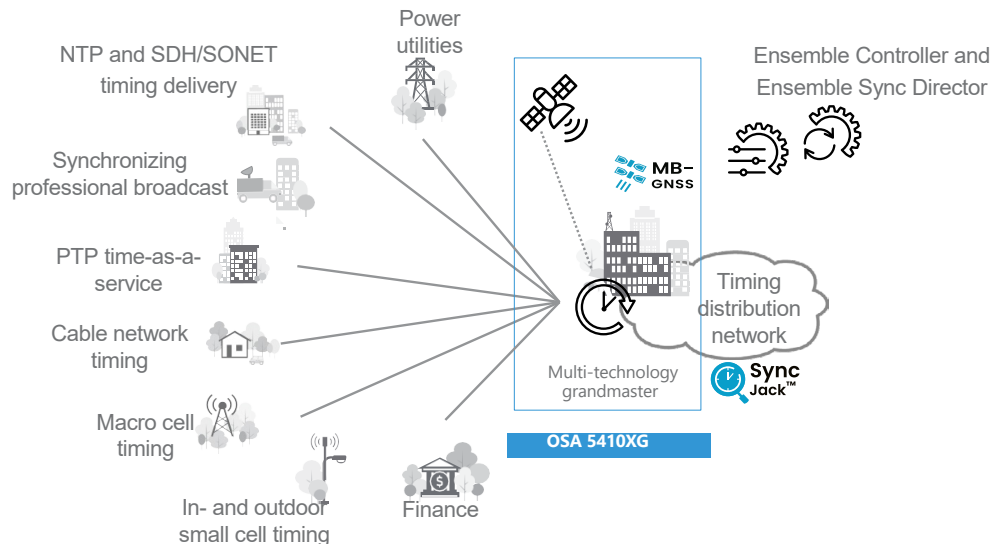 Power
utilities
NTP and SDH/SONET
timing delivery
Synchronizing
professional broadcast
PTP time-as-a-
service
Cable network
timing
Macro cell
timing
In- and outdoor
small cell timing
Finance
MB-
GNSS
Multi-technology
grandmaster
OSA 5410XG
Ensemble Controller and
Ensemble Sync Director
Timing
distribution
network
Sync
Jack™